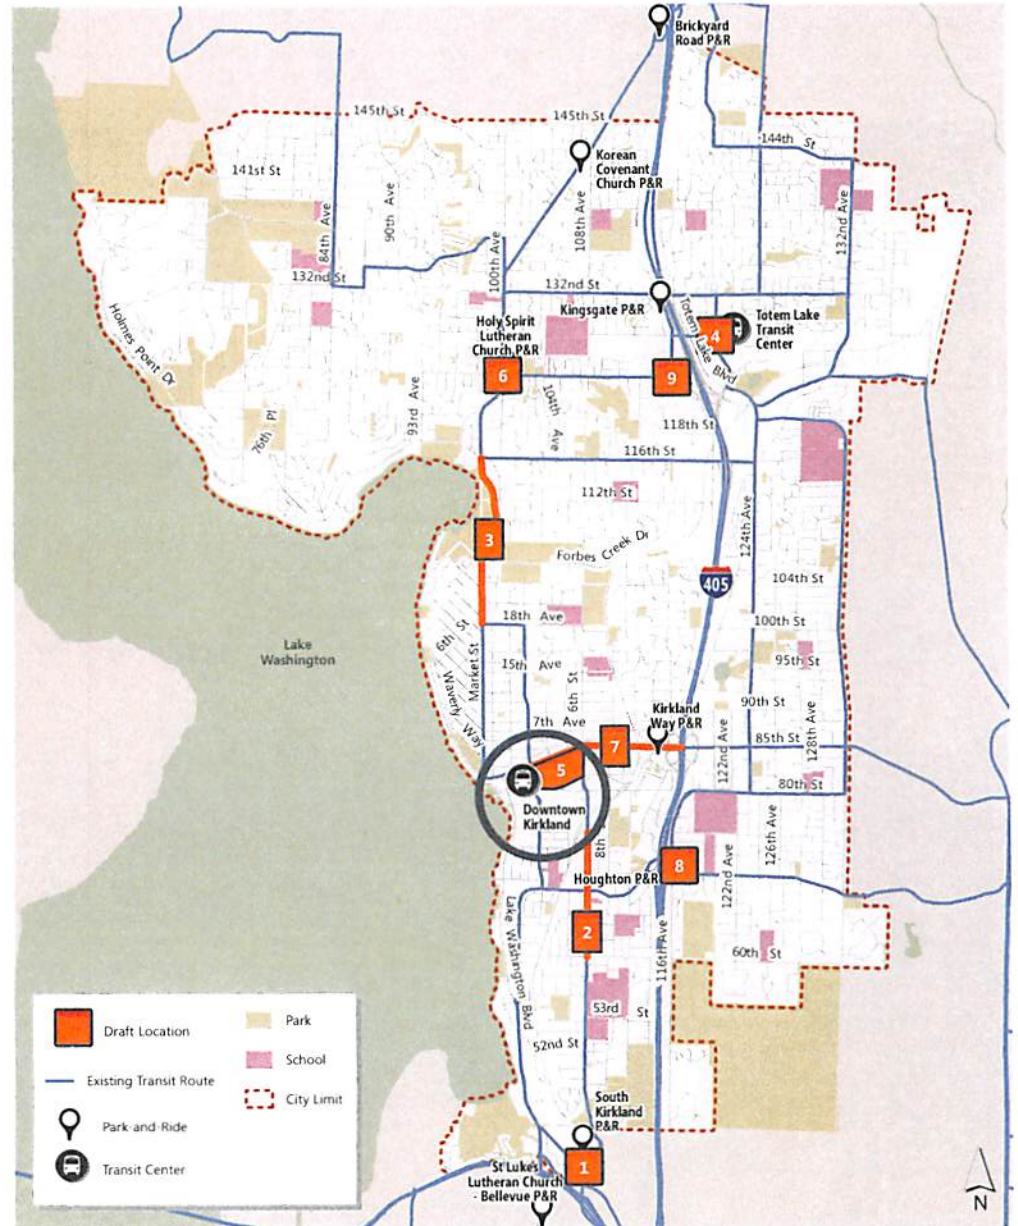 Brickyard
Road P&R
145th St
145th St
144th St
Korean
Covenant
Church P&R
141st St
84th Ave
90th Ave
108th Ave
132nd Ave
100th Ave
132nd St
132nd St
Kingsgate P&R
Totem Lake Blvd
4
Totem Lake
Transit
Center
Holmes Point Dr
Holy Spirit
Lutheran
Church P&R
6
9
93rd Ave
104th Ave
76th Pl
118th St
116th St
112th St
124th Ave
3
Forbes Creek Dr
405
104th St
18th Ave
100th St
Lake
Washington
6th St
Market St
15th Ave
95th St
6th St
90th St
Waverly Way
7th Ave
Kirkland
Way P&R
7
85th St
122nd Ave
128th Ave
5
80th St
Downtown
Kirkland
8th
126th Ave
Houghton P&R
8
122nd Ave
Lake Washington Blvd
2
116th Ave
60th St
53rd St
52nd St
South
Kirkland
P&R
1
St Luke's
Lutheran Church
- Bellevue P&R
N
Draft Location
Existing Transit Route
Park-and-Ride
Transit Center
Park
School
City Limit